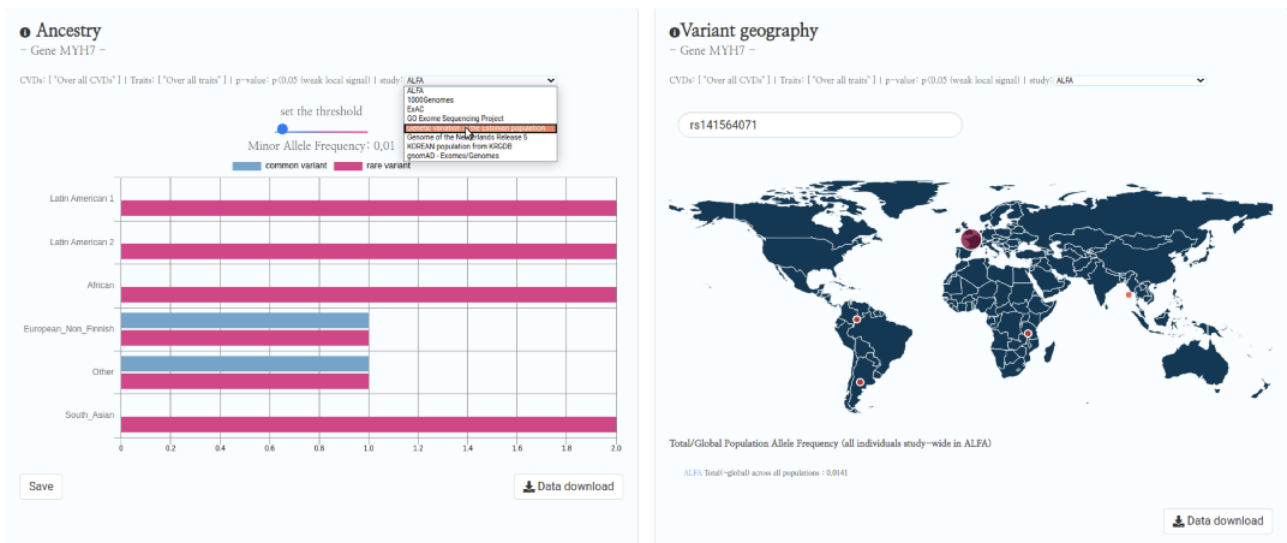 Ancestry
– Gene MYH7 –
CVDs: [ "Over all CVDs" ] | Traits: [ "Over all traits" ] | p-value: p<0,05 (weak local signal) | study: ALFA
ALFA
1000Genomes
ExAC
GO Exome Sequencing Project
Genetic variation in the Estonian population
Genome of the Netherlands Release 5
KOREAN population from KRGDB
gnomAD - Exomes/Genomes
set the threshold
Minor Allele Frequency: 0,01
common variant rare variant
Latin American 1
Latin American 2
African
European_Non_Finnish
Other
South_Asian
0 0.2 0.4 0.6 0.8 1.0 1.2 1.4 1.6 1.8 2.0
Save
Data download
Variant geography
– Gene MYH7 –
CVDs: [ "Over all CVDs" ] | Traits: [ "Over all traits" ] | p-value: p<0,05 (weak local signal) | study: ALFA
rs141564071
Total/Global Population Allele Frequency (all individuals study-wide in ALFA)
ALFA Total(-global) across all populations : 0,0141
Data download